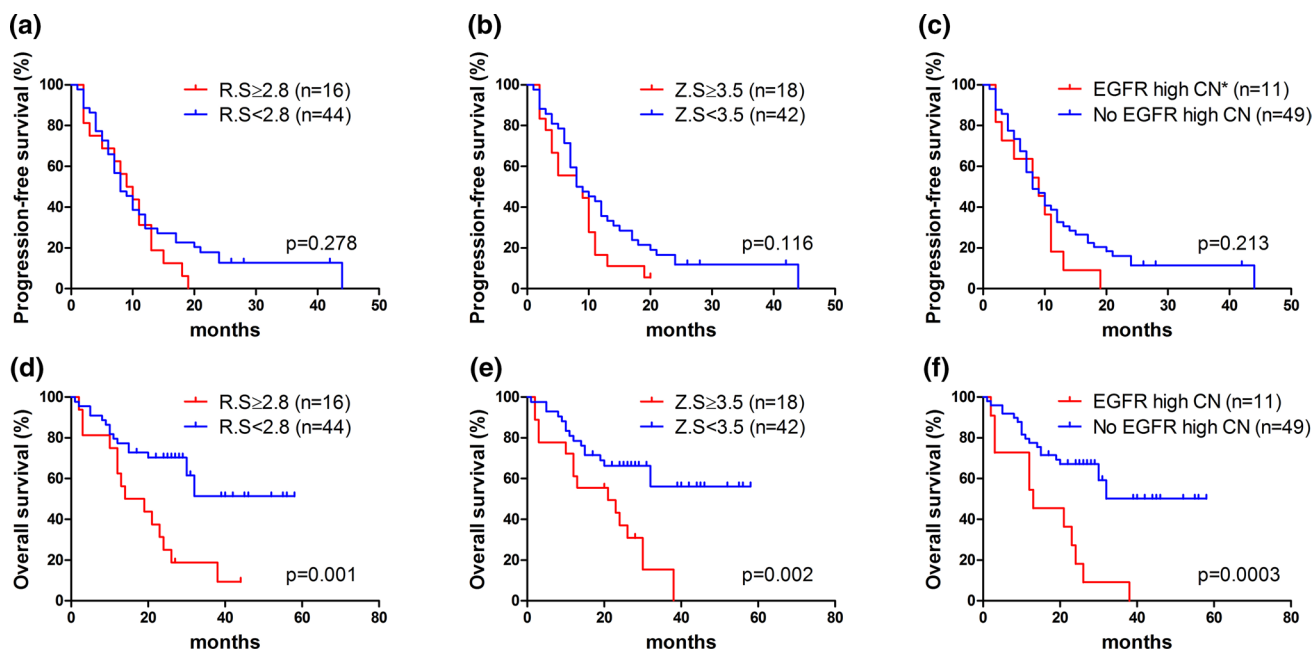 (a)
Progression-free survival (%)
100
80
60
40
20
0
R.S≥2.8 (n=16)
R.S<2.8 (n=44)
p=0.278
0 10 20 30 40 50
months
(b)
Progression-free survival (%)
100
80
60
40
20
0
Z.S≥3.5 (n=18)
Z.S<3.5 (n=42)
p=0.116
0 10 20 30 40 50
months
(c)
Progression-free survival (%)
100
80
60
40
20
0
EGFR high CN* (n=11)
No EGFR high CN (n=49)
p=0.213
0 10 20 30 40 50
months
(d)
Overall survival (%)
100
80
60
40
20
0
R.S≥2.8 (n=16)
R.S<2.8 (n=44)
p=0.001
0 20 40 60 80
months
(e)
Overall survival (%)
100
80
60
40
20
0
Z.S≥3.5 (n=18)
Z.S<3.5 (n=42)
p=0.002
0 20 40 60 80
months
(f)
Overall survival (%)
100
80
60
40
20
0
EGFR high CN (n=11)
No EGFR high CN (n=49)
p=0.0003
0 20 40 60 80
months